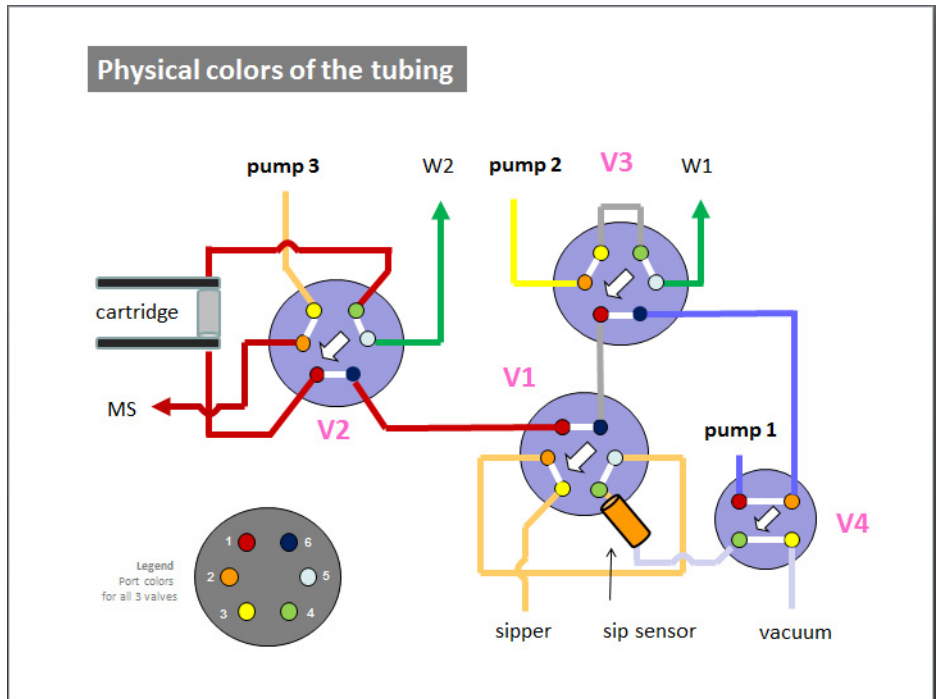 Physical colors of the tubing
pump 3
W2
pump 2
V3
W1
cartridge
MS
V2
V1
pump 1
V4
1
6
Legend
Port colors
for all 3 valves
2
5
3
4
sipper
sip sensor
vacuum